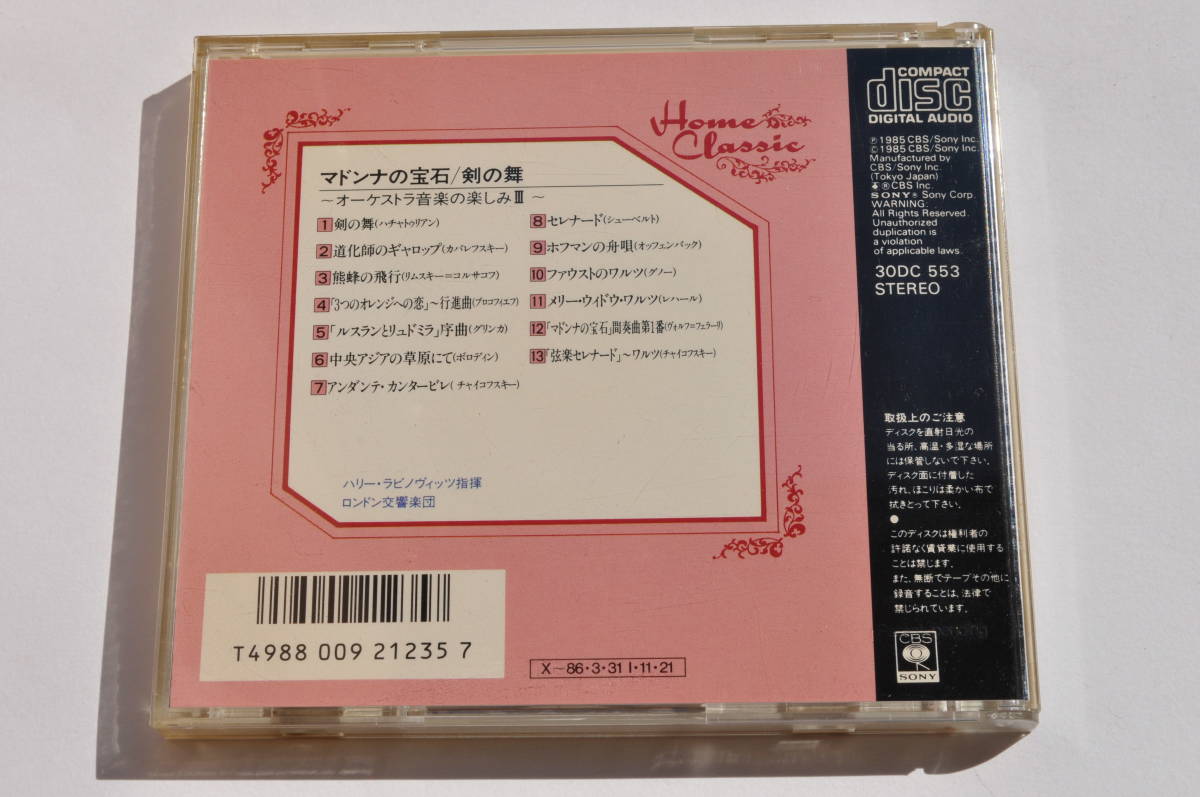 Home
Classic
マドンナの宝石/剣の舞
～オーケストラ音楽の楽しみⅢ～
1 剣の舞(ハチャトゥリアン)
2 道化師のギャロップ(カバレフスキー)
3 熊蜂の飛行(リムスキー=コルサコフ)
4 「3つのオレンジへの恋」～行進曲(プロコフィエフ)
5 「ルスランとリュドミラ」序曲(グリンカ)
6 中央アジアの草原にて(ボロディン)
7 アンダンテ・カンタービレ(チャイコフスキー)
8 セレナード(シューベルト)
9 ホフマンの舟唄(オッフェンバック)
10 ファウストのワルツ(グノー)
11 メリー・ウィドウ・ワルツ(レハール)
12 「マドンナの宝石」間奏曲第1番(ヴォルフ=フェラーリ)
13 「弦楽セレナード」～ワルツ(チャイコフスキー)
ハリー・ラビノヴィッツ指揮
ロンドン交響楽団
T4988 009 21235 7
X～86・3・31 I・11・21
COMPACT
disc
DIGITAL AUDIO
Ⓟ1985 CBS/Sony Inc.
©1985 CBS/Sony Inc.
Manufactured by
CBS/Sony Inc.
(Tokyo Japan)
® CBS Inc.
SONY® Sony Corp.
WARNING:
All Rights Reserved.
Unauthorized
duplication is
a violation
of applicable laws.
30DC 553
STEREO
取扱上のご注意
ディスクを直射日光の
当る所、高温・多湿な場所
には保管しないで下さい。
ディスク面に付着した
汚れ、ほこりは柔かい布で
拭きとって下さい。
●
このディスクは権利者の
許諾なく賃貸業に使用する
ことは禁じます。
また、無断でテープその他に
録音することは、法律で
禁じられています。
CBS
SONY